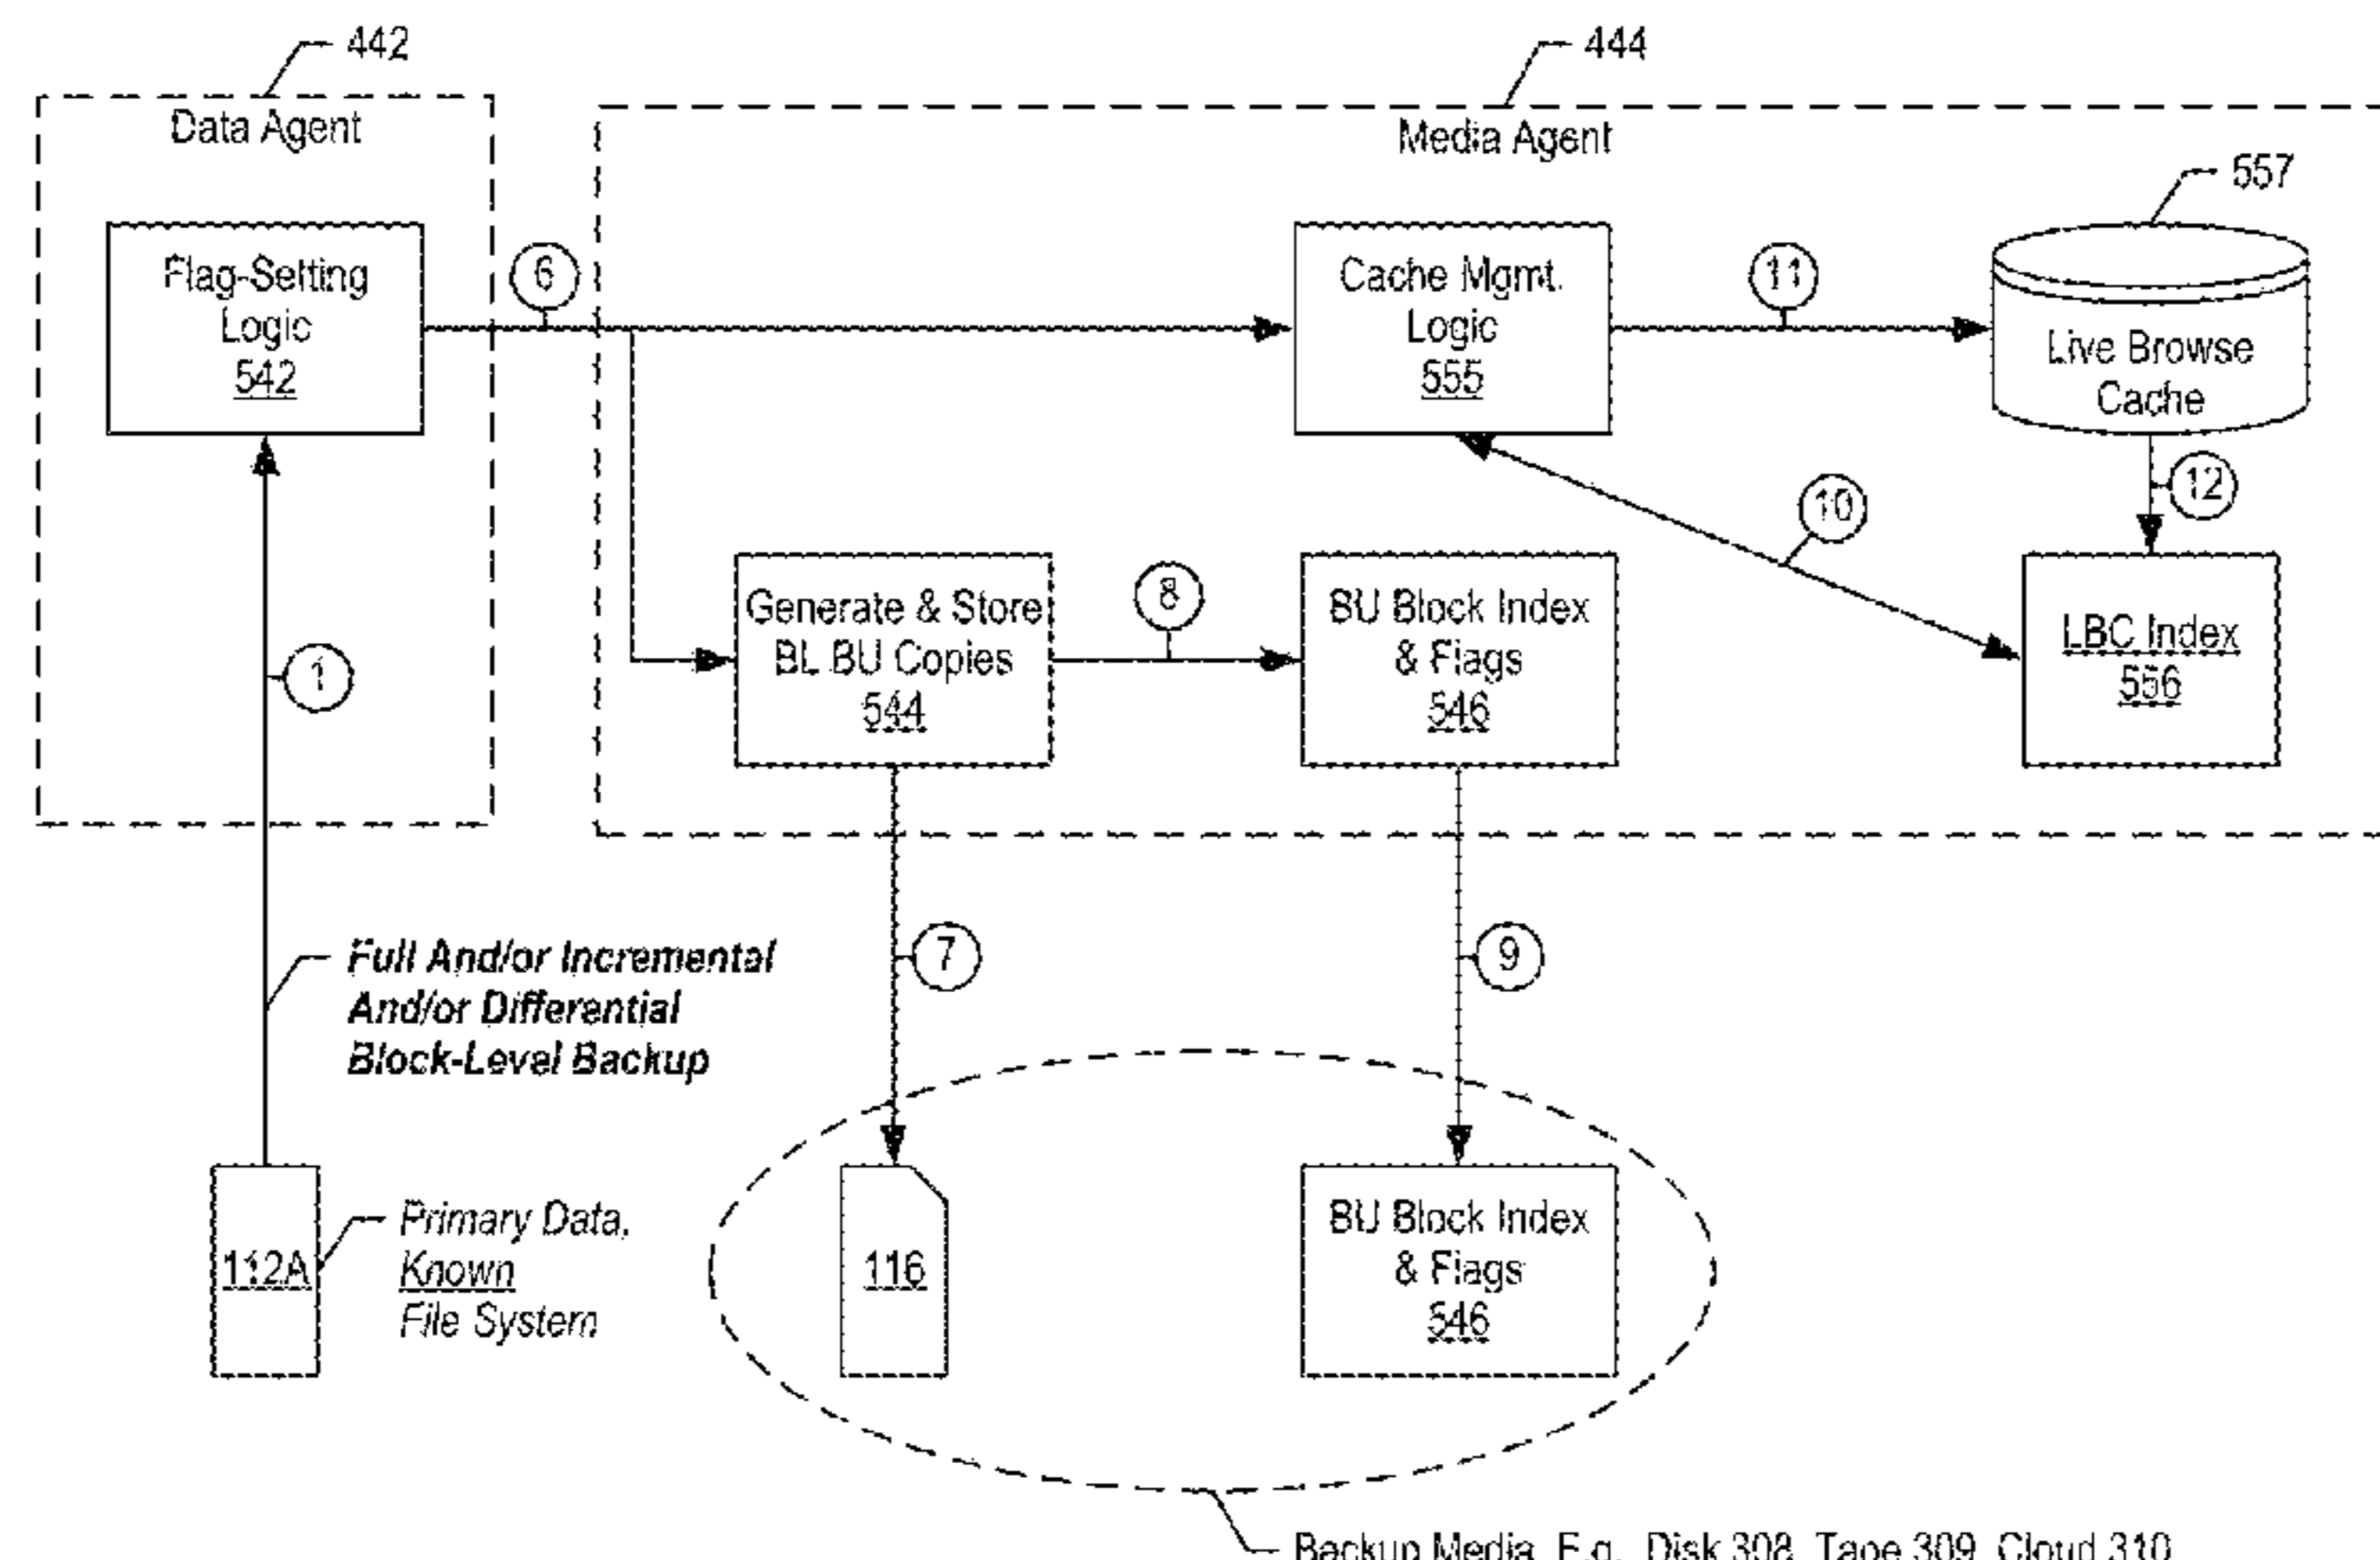 442
444
Data Agent
Media Agent
557
Flag-Setting
Logic
542
6
Cache Mgmt.
Logic
555
11
Live Browse
Cache
12
10
1
Generate & Store
BL BU Copies
544
8
BU Block Index
& Flags
546
LBC Index
556
Full And/or Incremental
And/or Differential
Block-Level Backup
7
9
112A
Primary Data,
Known
File System
116
BU Block Index
& Flags
546
Backup Media, E.g., Disk 308, Tape 309, Cloud 310